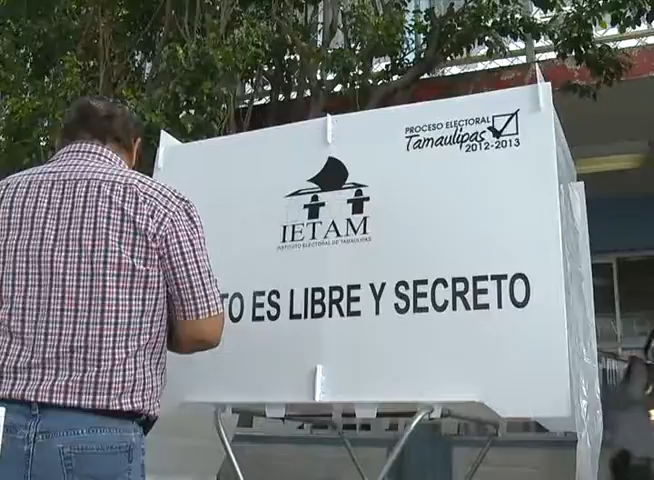 PROCESO ELECTORAL
Tamaulipas
2012-2013
IETAM
INSTITUTO ELECTORAL DE TAMAULIPAS
TO ES LIBRE Y SECRETO